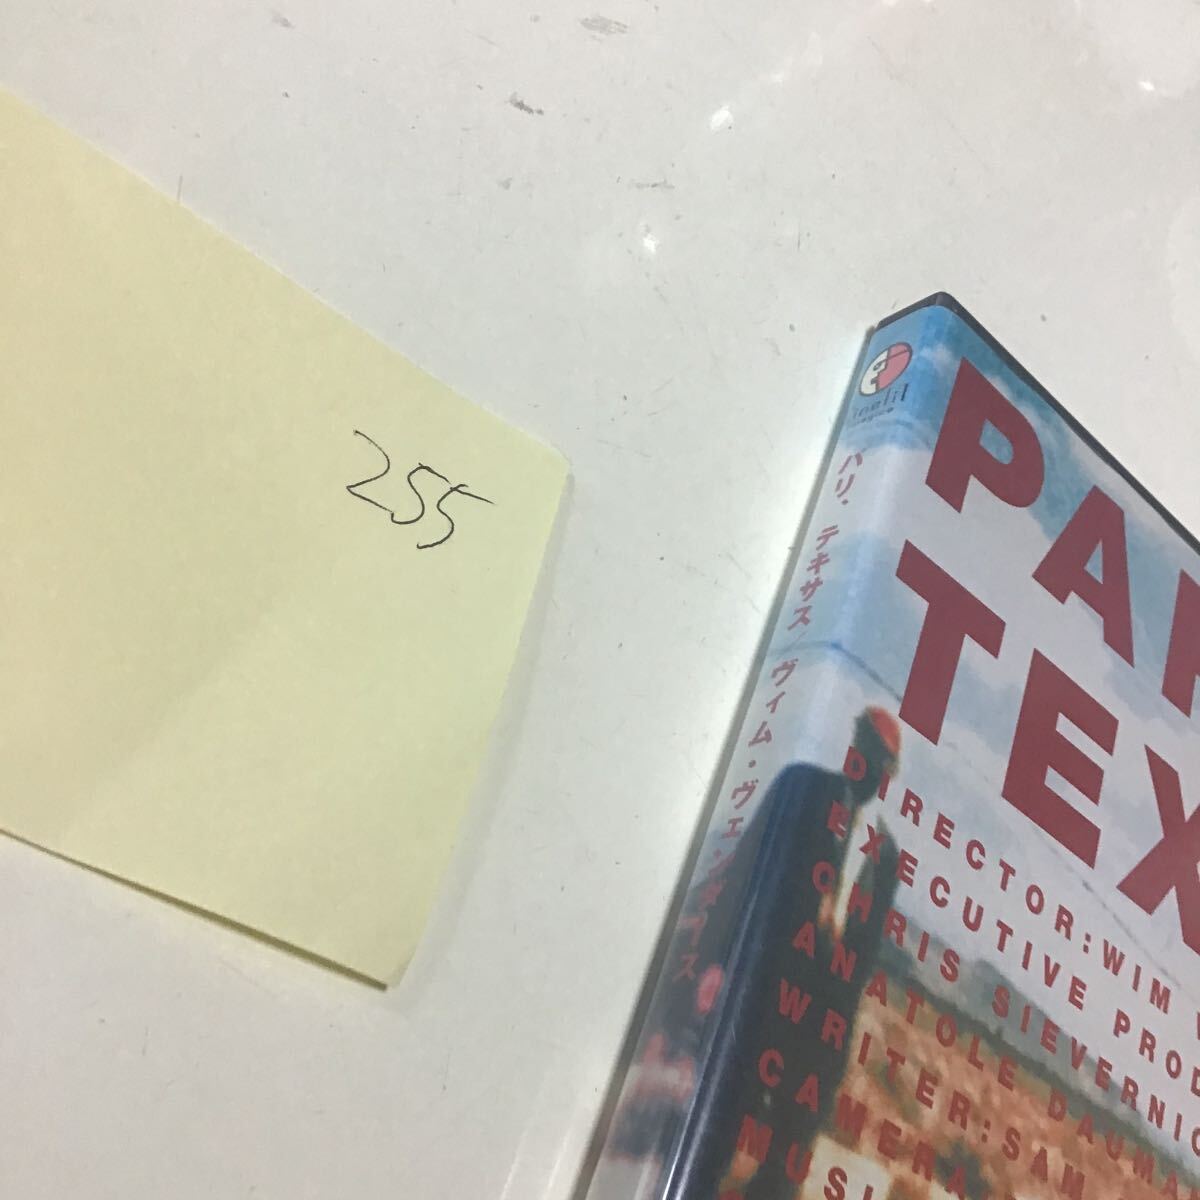 255
パリ、テキサス/ヴィム・ヴェンダース
PAR
TEX
DIRECTOR:WIM
EXECUTIVE PROD
CHRIS SIEVERNIC
ANATOLE DAUMA
WRITER:SAM
CAMERA
MUSI